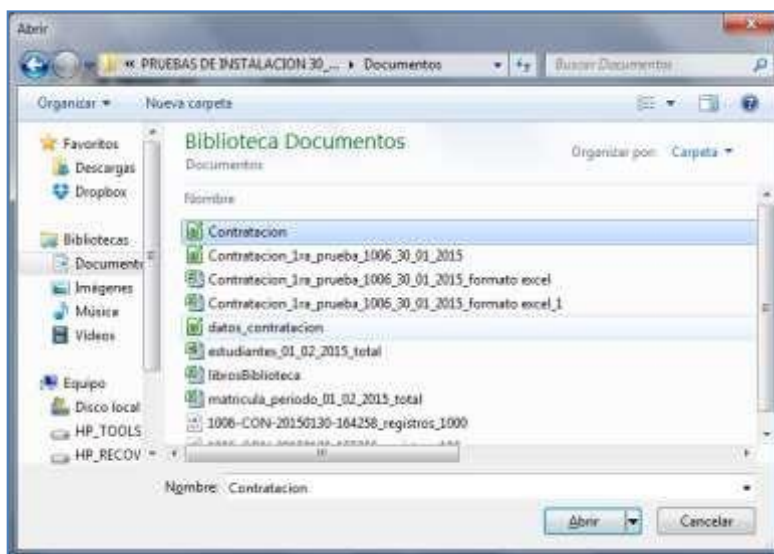 Abrir
« PRUEBAS DE INSTALACION 30_... ▸ Documentos
Buscar Documentos
Organizar
Nueva carpeta
Favoritos
Descargas
Dropbox
Bibliotecas
Document
Imágenes
Música
Vídeos
Equipo
Disco local
HP_TOOLS
HP_RECOV
Biblioteca Documentos
Documentos
Organizar por: Carpeta
Nombre
Contratacion
Contratacion_1ra_prueba_1006_30_01_2015
Contratacion_1ra_prueba_1006_30_01_2015_formato excel
Contratacion_1ra_prueba_1006_30_01_2015_formato excel_1
datos_contratacion
estudiantes_01_02_2015_total
librosBiblioteca
matricula_periodo_01_02_2015_total
1006-CON-20150130-164258_registros_1000
Nombre: Contratacion
Abrir
Cancelar